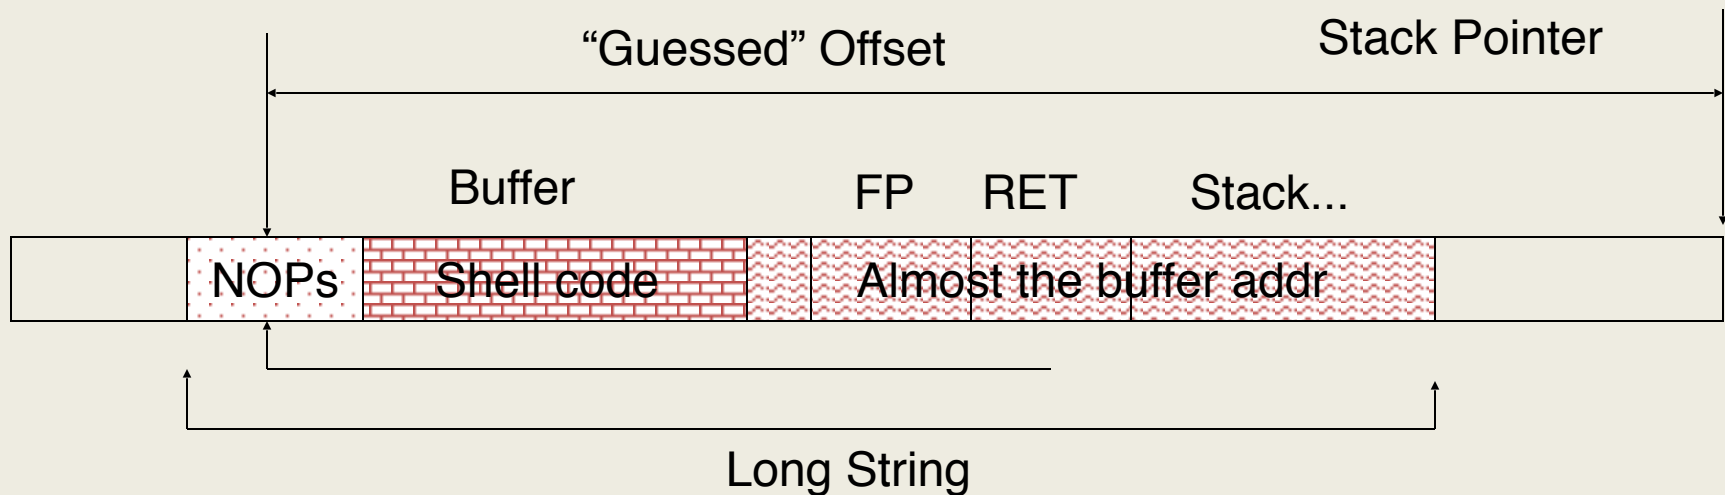 “Guessed” Offset
Stack Pointer
Buffer
FP
RET
Stack...
NOPs
Shell code
Almost the buffer addr
Long String